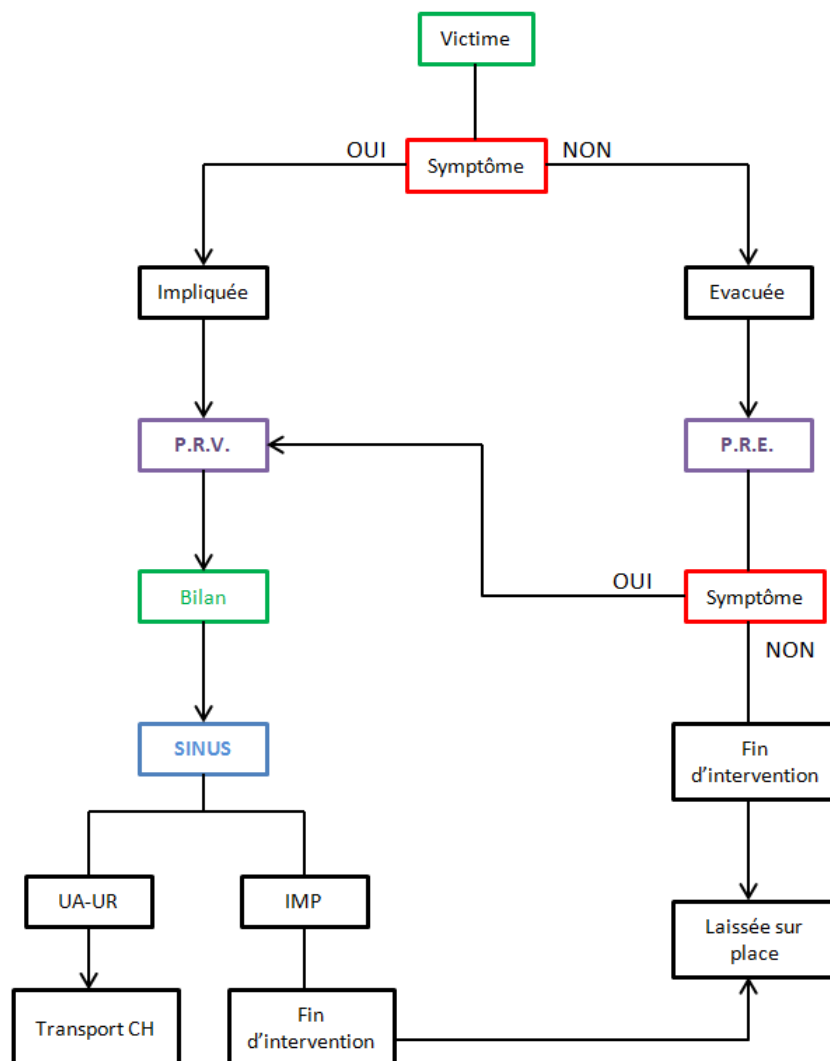 Victime
OUI
Symptôme
NON
Impliquée
Evacuée
P.R.V.
P.R.E.
Bilan
OUI
Symptôme
NON
SINUS
Fin
d'intervention
UA-UR
IMP
Laissée sur
place
Transport CH
Fin
d'intervention